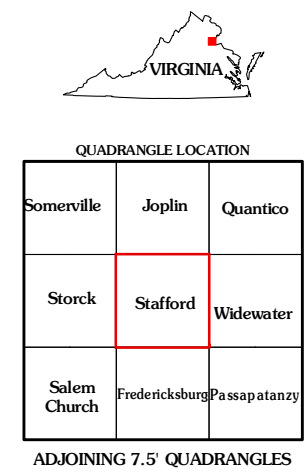 VIRGINIA
QUADRANGLE LOCATION
Somerville Joplin Quantico
Storck Stafford Widewater
Salem Church Fredericksburg Passapatanzy
ADJOINING 7.5' QUADRANGLES